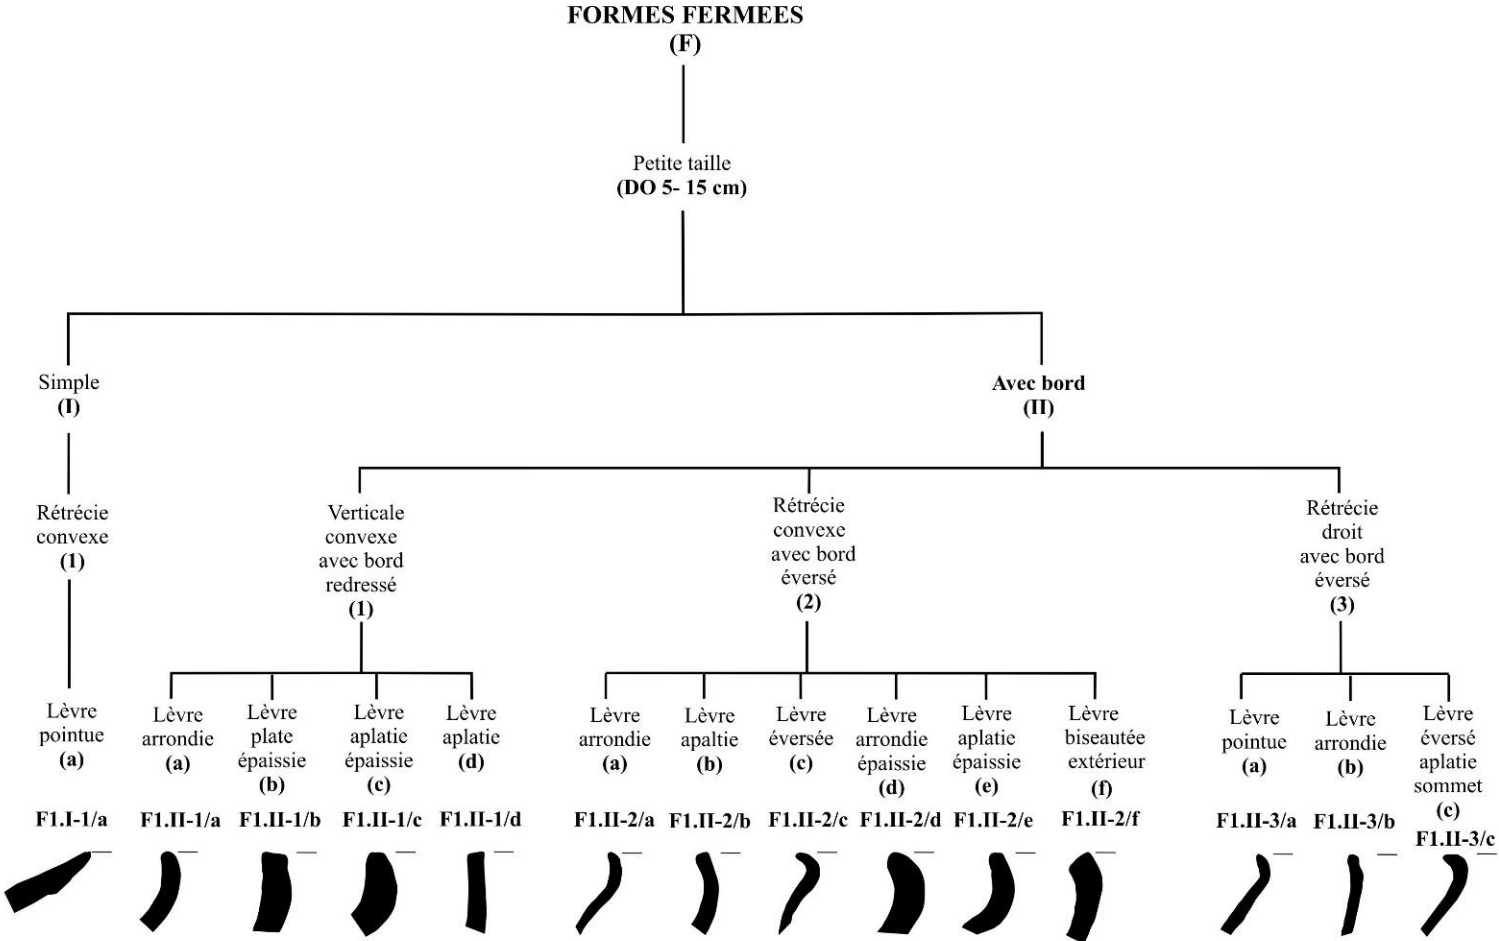 FORMES FERMEES
(F)
Petite taille
(DO 5- 15 cm)
Simple
(I)
Avec bord
(II)
Rétrécie
convexe
(1)
Verticale
convexe
avec bord
redressé
(1)
Rétrécie
convexe
avec bord
éversé
(2)
Rétrécie
droit
avec bord
éversé
(3)
Lèvre
pointue
(a)
Lèvre
arrondie
(a)
Lèvre
plate
épaissie
(b)
Lèvre
aplatie
épaissie
(c)
Lèvre
aplatie
(d)
Lèvre
arrondie
(a)
Lèvre
apaltie
(b)
Lèvre
éversée
(c)
Lèvre
arrondie
épaissie
(d)
Lèvre
aplatie
épaissie
(e)
Lèvre
biseautée
extérieur
(f)
Lèvre
pointue
(a)
Lèvre
arrondie
(b)
Lèvre
éversé
aplatie
sommet
(c)
F1.I-1/a
F1.II-1/a
F1.II-1/b
F1.II-1/c
F1.II-1/d
F1.II-2/a
F1.II-2/b
F1.II-2/c
F1.II-2/d
F1.II-2/e
F1.II-2/f
F1.II-3/a
F1.II-3/b
F1.II-3/c